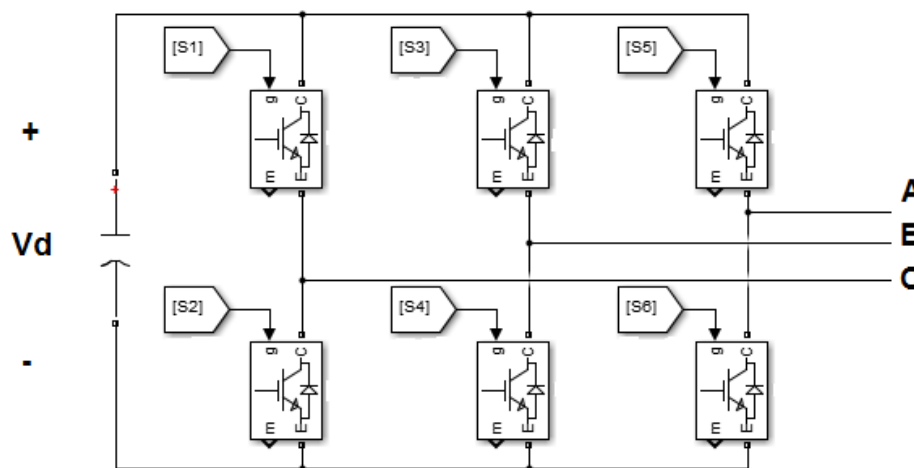 [S1] [S3] [S5]
g C g C g C
+
m E m E m E
A
Vd
[S2] [S4] [S6]
g C g C g C
-
m E m E m E